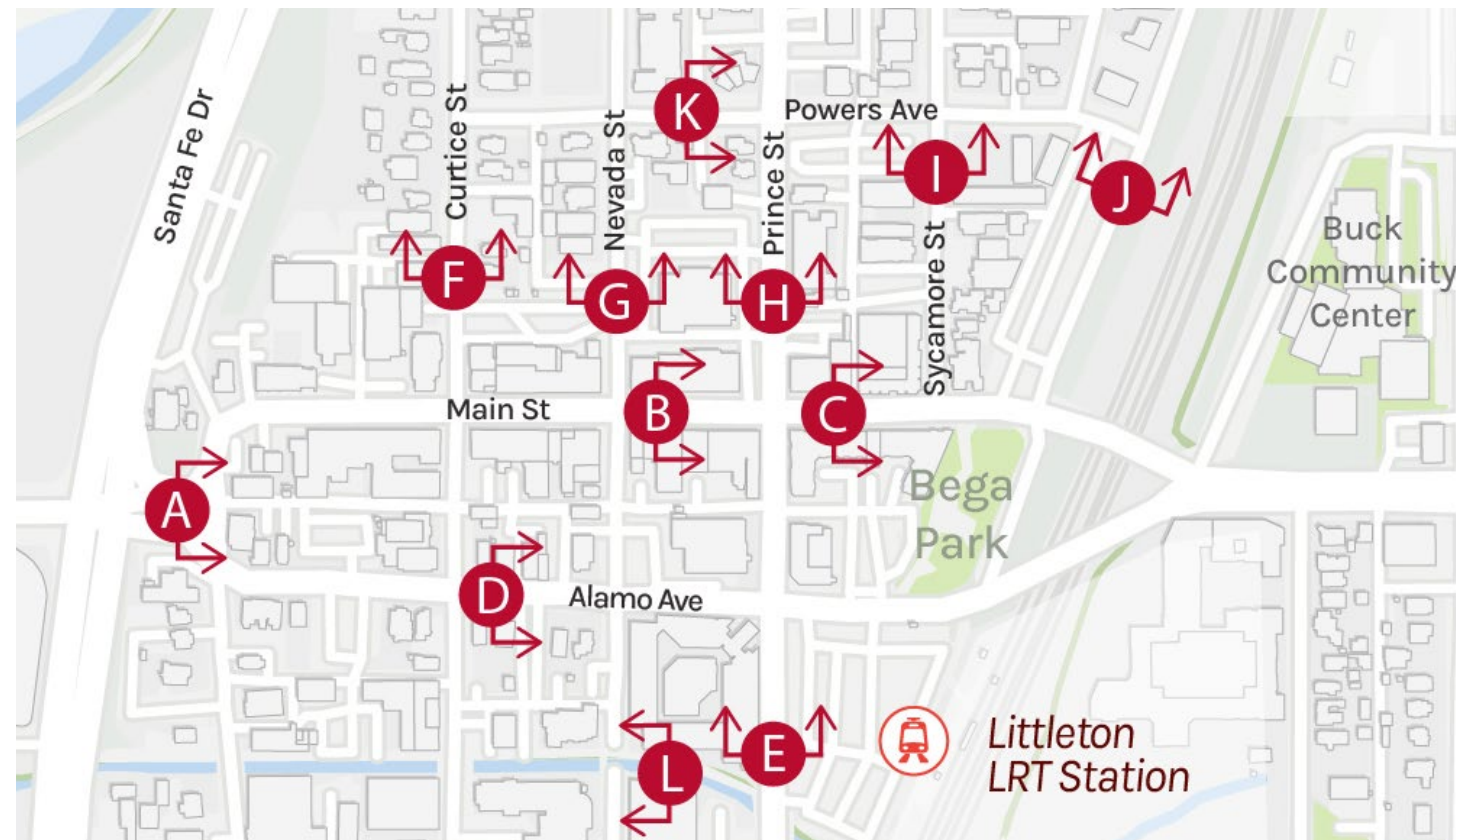 Santa Fe Dr
Curtice St
Nevada St
K
Powers Ave
Prince St
I
J
Sycamore St
Buck
Community
Center
F
G
H
Main St
B
C
A
Bega
Park
D
Alamo Ave
L
E
Littleton
LRT Station